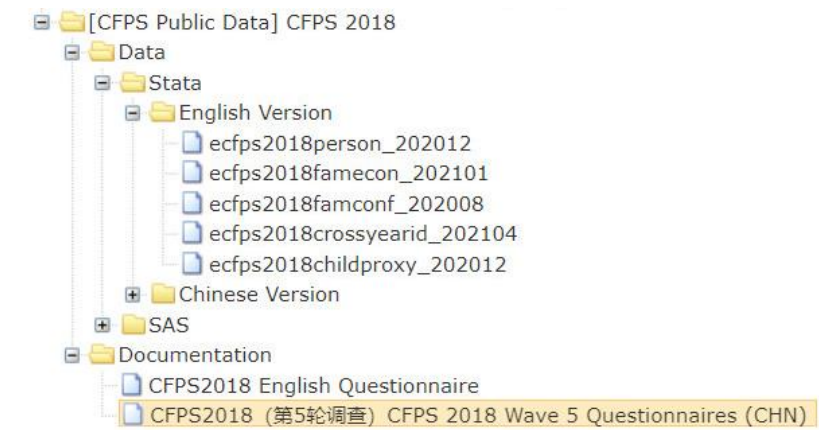 [CFPS Public Data] CFPS 2018
Data
Stata
English Version
ecfps2018person_202012
ecfps2018famecon_202101
ecfps2018famconf_202008
ecfps2018crossyearid_202104
ecfps2018childproxy_202012
Chinese Version
SAS
Documentation
CFPS2018 English Questionnaire
CFPS2018（第5轮调查）CFPS 2018 Wave 5 Questionnaires (CHN)